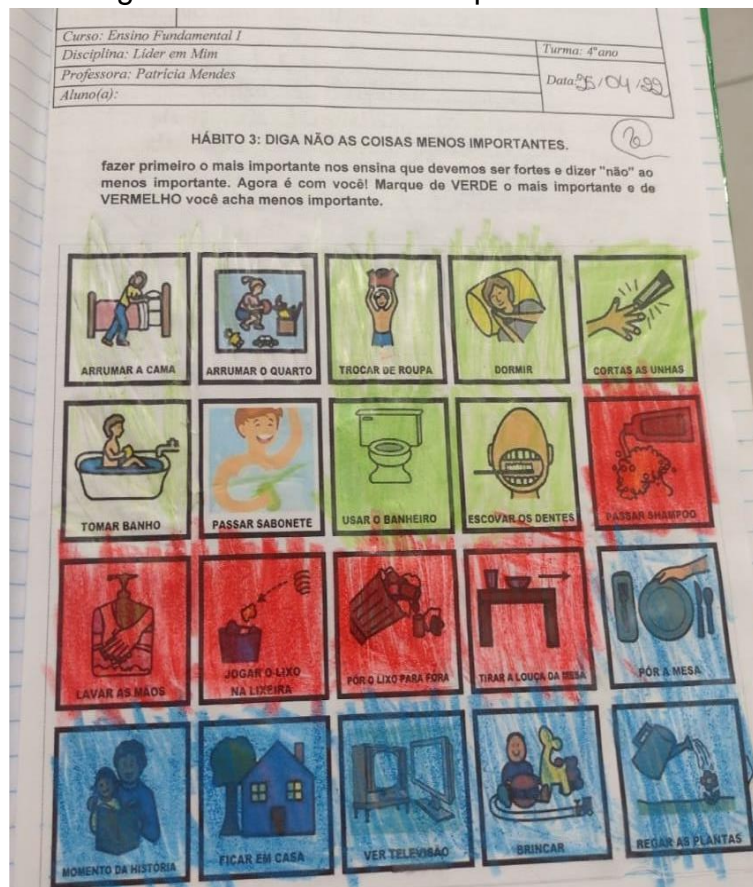 Curso: Ensino Fundamental I
Disciplina: Líder em Mim
Turma: 4º ano
Professora: Patrícia Mendes
Data: /04/22
Aluno(a):
HÁBITO 3: DIGA NÃO AS COISAS MENOS IMPORTANTES.
fazer primeiro o mais importante nos ensina que devemos ser fortes e dizer "não" ao
menos importante. Agora é com você! Marque de VERDE o mais importante e de
VERMELHO você acha menos importante.
ARRUMAR A CAMA
ARRUMAR O QUARTO
TROCAR DE ROUPA
DORMIR
CORTAS AS UNHAS
TOMAR BANHO
PASSAR SABONETE
USAR O BANHEIRO
ESCOVAR OS DENTES
PASSAR SHAMPOO
LAVAR AS MÃOS
JOGAR O LIXO
NA LIXEIRA
PÔR O LIXO PARA FORA
TIRAR A LOUÇA DA MESA
PÔR A MESA
MOMENTO DA HISTÓRIA
FICAR EM CASA
VER TELEVISÃO
BRINCAR
REGAR AS PLANTAS